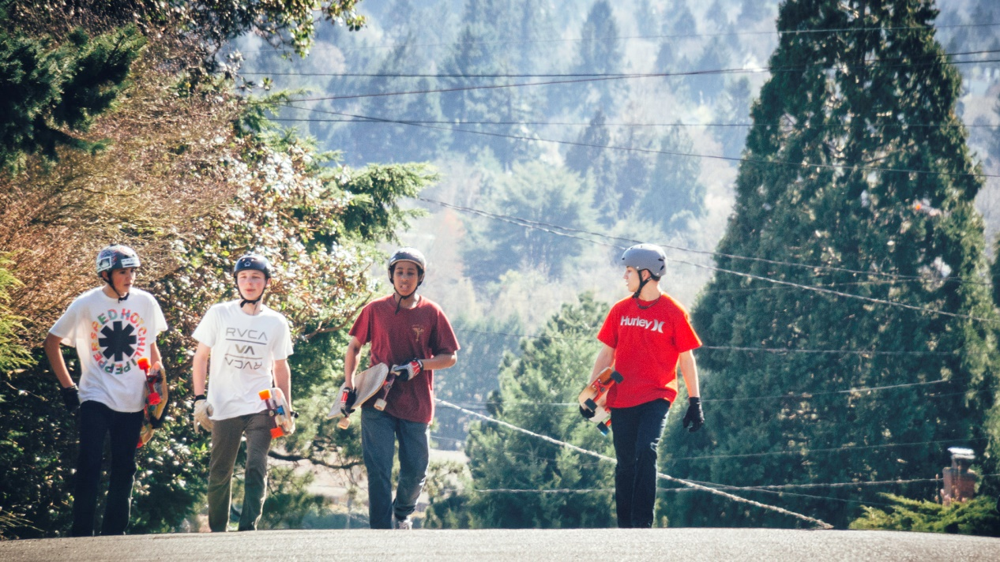 RED HOT CHILI PEPPERS
RVCA
VA
RVCA
Hurley